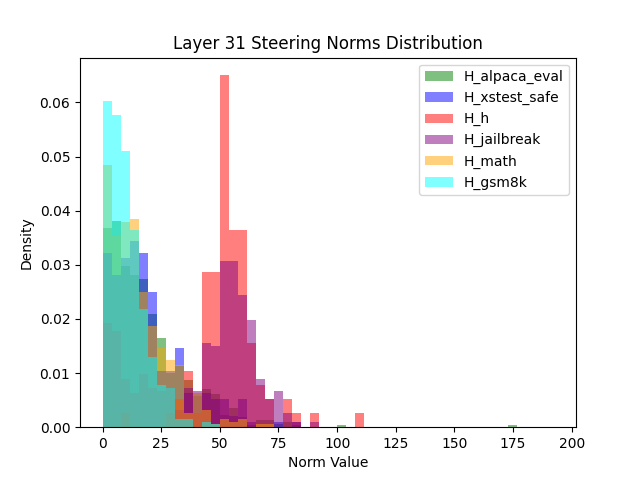 Layer 31 Steering Norms Distribution
H_alpaca_eval
H_xstest_safe
H_h
H_jailbreak
H_math
H_gsm8k
Density
0.06
0.05
0.04
0.03
0.02
0.01
0.00
0 25 50 75 100 125 150 175 200
Norm Value